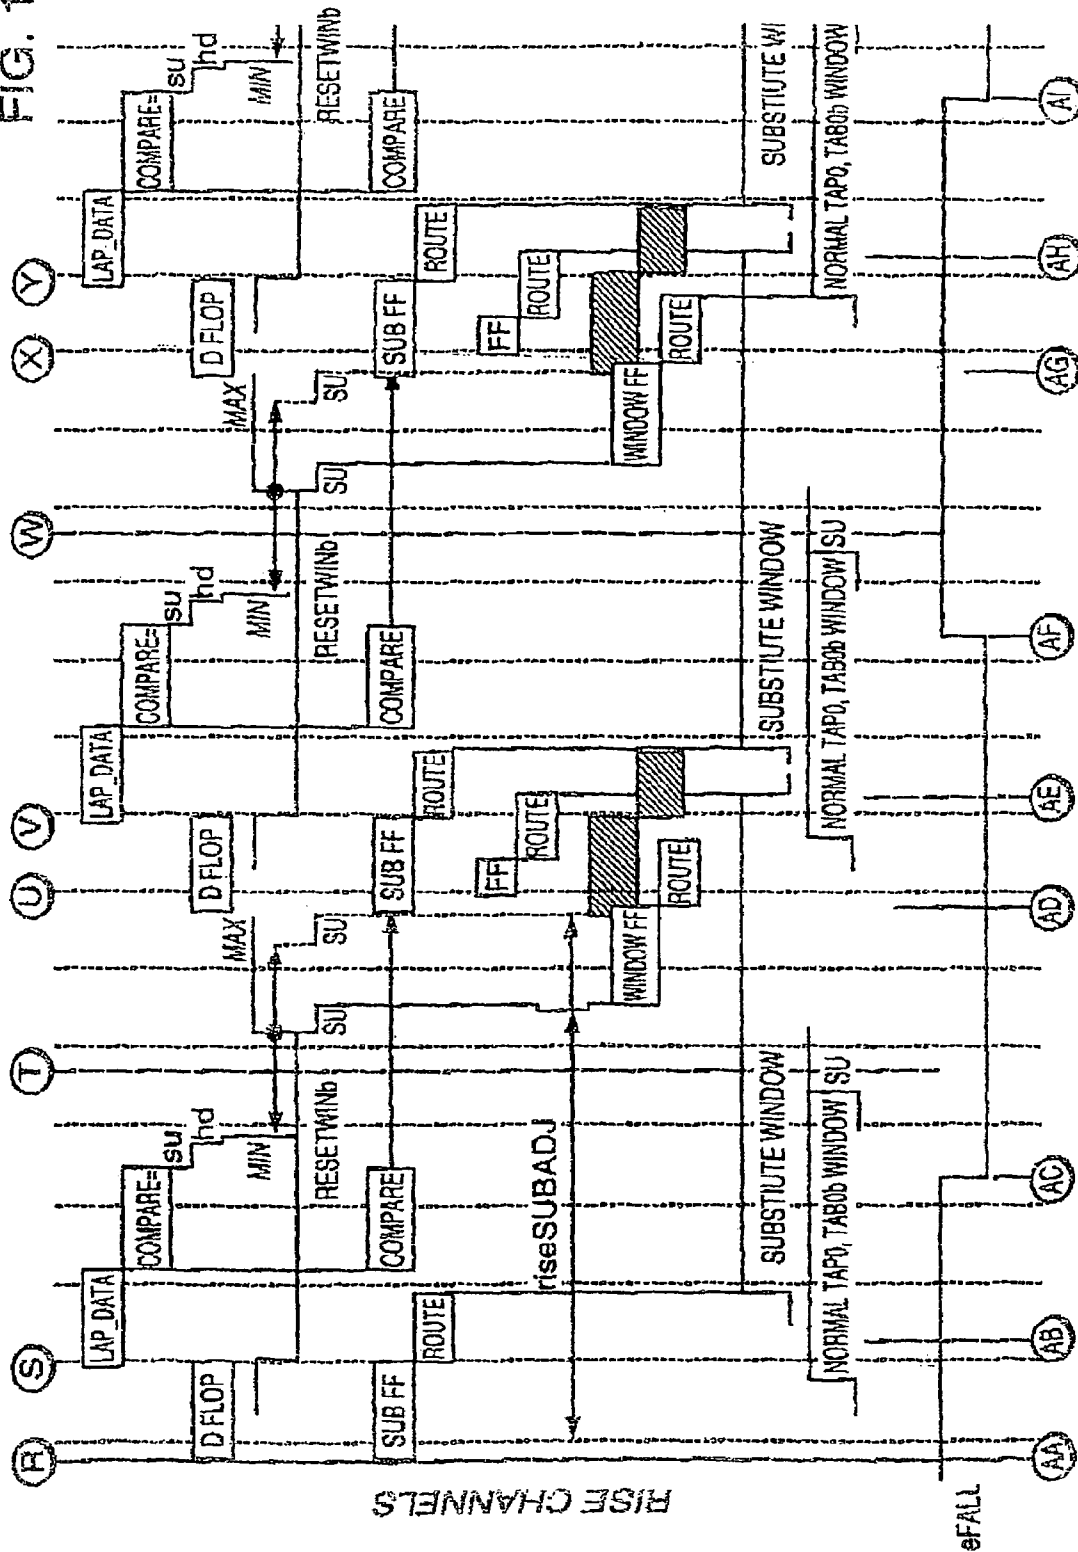 FIG. 1
R S T U V W X Y
LAP_DATA LAP_DATA LAP_DATA
COMPARE= COMPARE= COMPARE=
su su su
hd hd hd
D FLOP D FLOP D FLOP
MAX MAX
MIN MIN MIN
SU SU SU SU
RESETWINb RESETWINb RESETWINb
SUB FF COMPARE SUB FF COMPARE SUB FF COMPARE
ROUTE ROUTE ROUTE
FF FF
ROUTE ROUTE
riseSUBADJ
RISE CHANNELS
WINDOW FF WINDOW FF
ROUTE ROUTE
SUBSTIUTE WINDOW SUBSTIUTE WINDOW SUBSTIUTE WI
NORMAL TAP0, TAB0b WINDOW SU NORMAL TAP0, TAB0b WINDOW SU NORMAL TAP0, TAB0b WINDOW
eFALL
AA AB AC AD AE AF AG AH AI